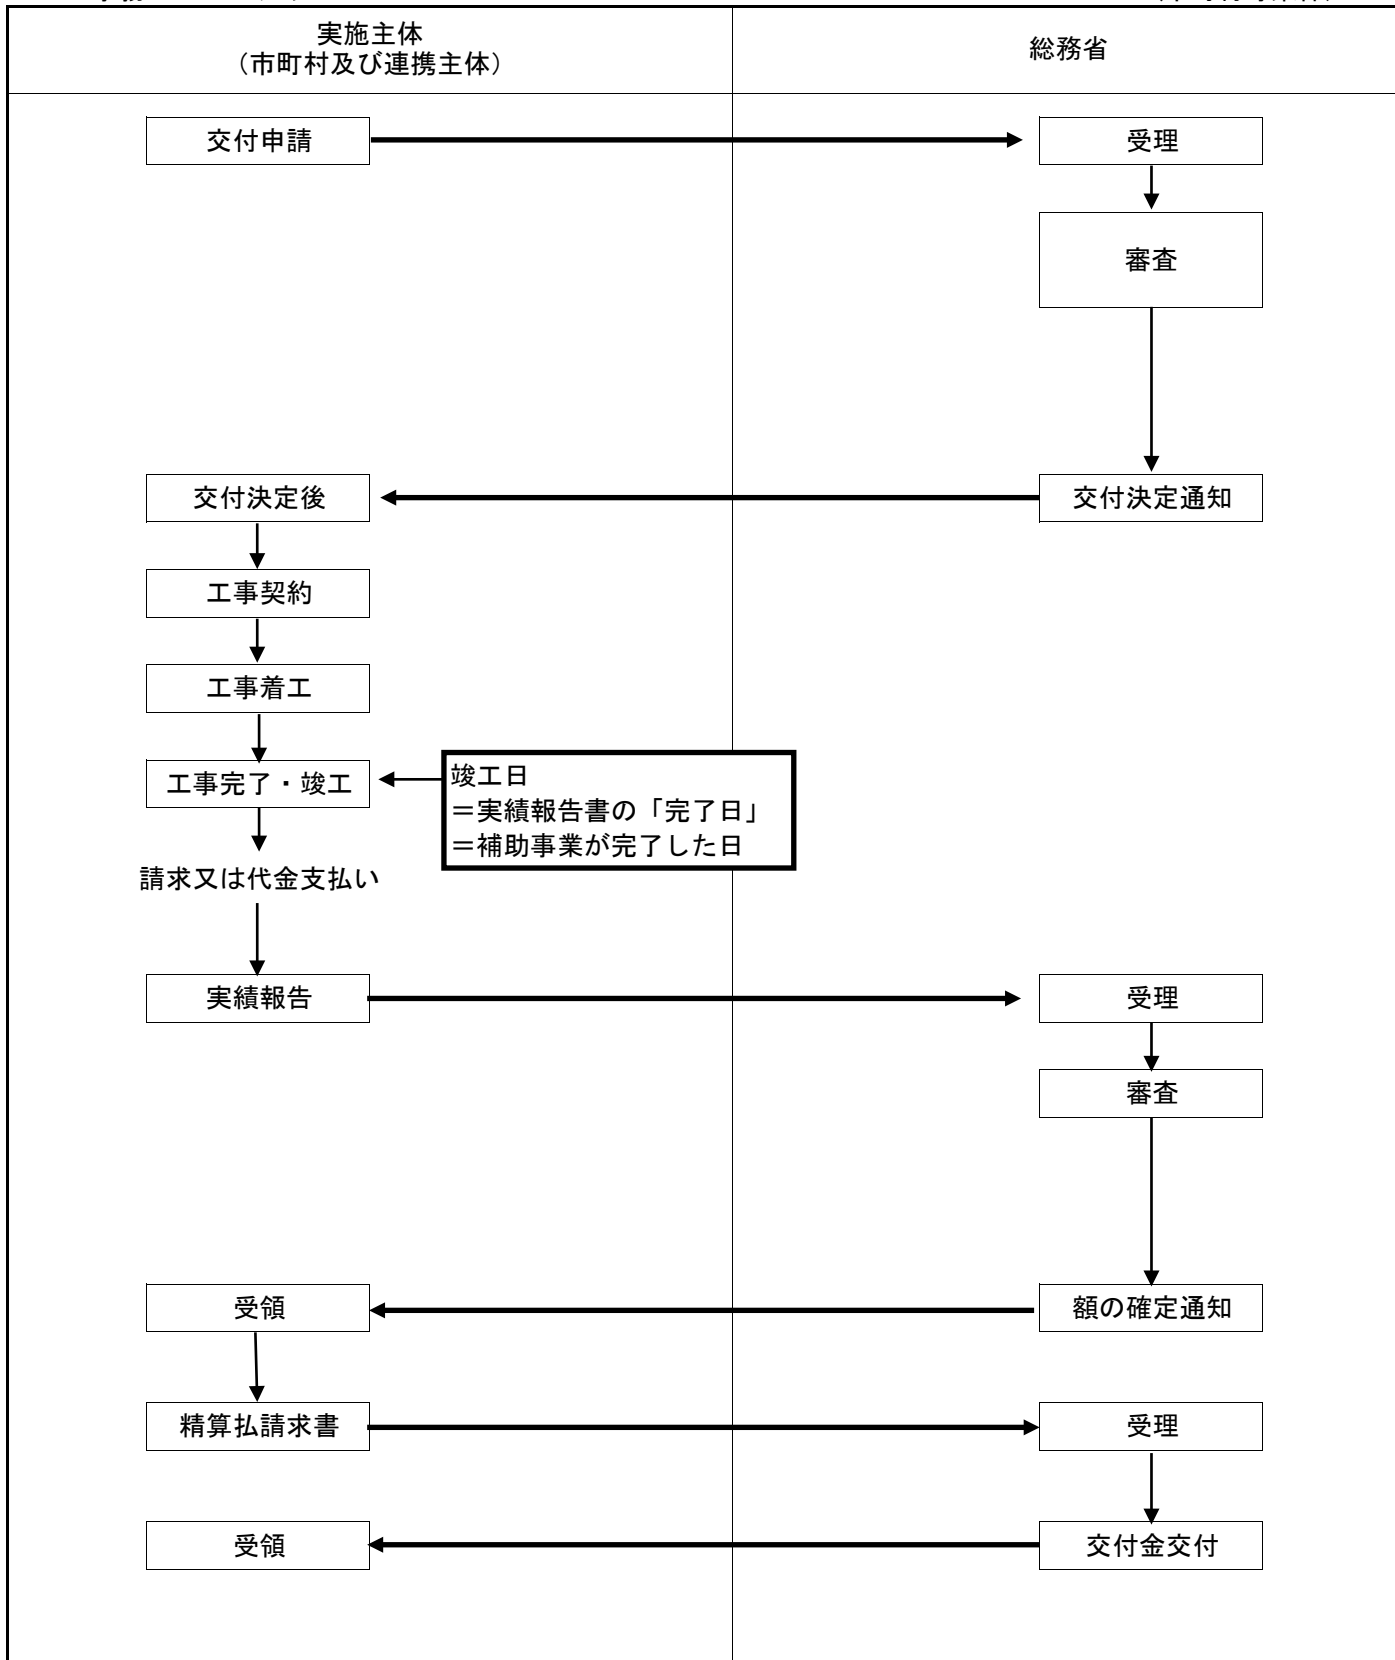 実施主体
（市町村及び連携主体）
総務省
交付申請
受理
審査
交付決定後
交付決定通知
工事契約
工事着工
工事完了・竣工
竣工日
＝実績報告書の「完了日」
＝補助事業が完了した日
請求又は代金支払い
実績報告
受理
審査
受領
額の確定通知
精算払請求書
受理
受領
交付金交付